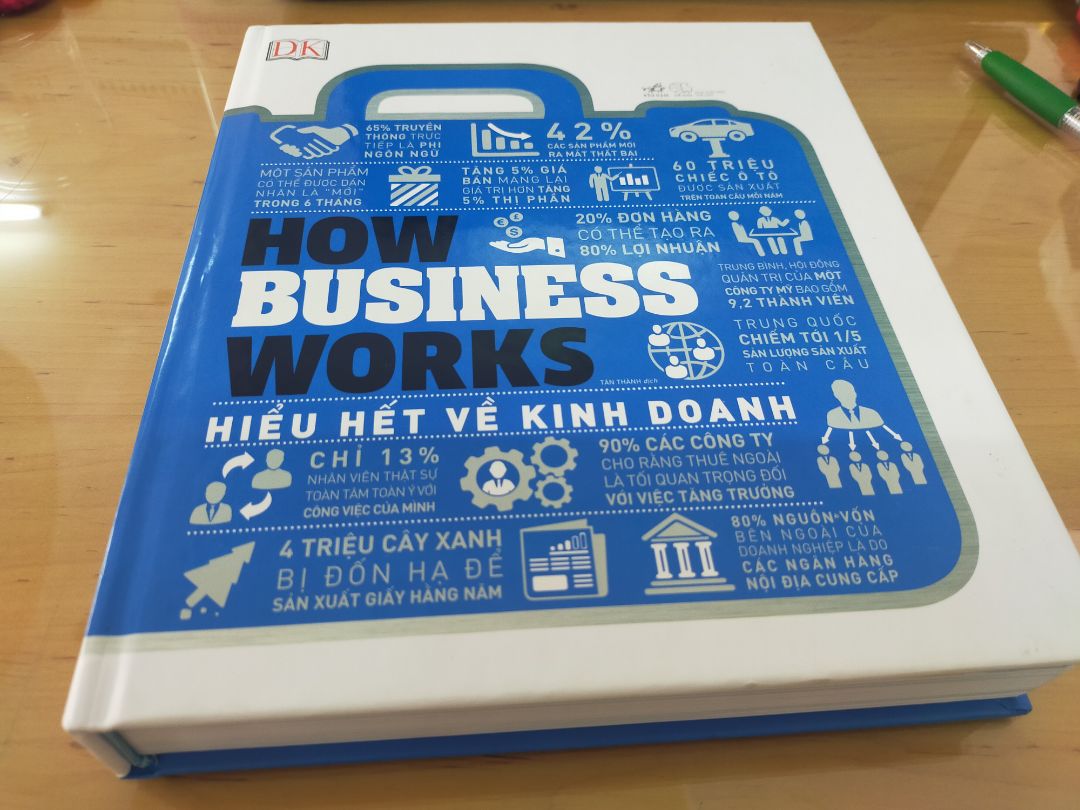 DK
65% TRUYỀN
THÔNG TRỰC
TIẾP LÀ PHI
NGÔN NGỮ
42%
CÁC SẢN PHẨM MỚI
RA MẮT THẤT BẠI
MỘT SẢN PHẨM
CÓ THỂ ĐƯỢC DÁN
NHÃN LÀ "MỚI"
TRONG 6 THÁNG
TĂNG 5% GIÁ
BÁN MANG LẠI
GIÁ TRỊ HƠN TĂNG
5% THỊ PHẦN
60 TRIỆU
CHIẾC Ô TÔ
ĐƯỢC SẢN XUẤT
TRÊN TOÀN CẦU MỖI NĂM
HOW
BUSINESS
WORKS
€ £
$
20% ĐƠN HÀNG
CÓ THỂ TẠO RA
80% LỢI NHUẬN
TRUNG BÌNH, HỘI ĐỒNG
QUẢN TRỊ CỦA MỘT
CÔNG TY MỸ BAO GỒM
9,2 THÀNH VIÊN
TRUNG QUỐC
CHIẾM TỚI 1/5
SẢN LƯỢNG SẢN XUẤT
TOÀN CẦU
TÂN THÀNH dịch
HIỂU HẾT VỀ KINH DOANH
CHỈ 13%
NHÂN VIÊN THẬT SỰ
TOÀN TÂM TOÀN Ý VỚI
CÔNG VIỆC CỦA MÌNH
90% CÁC CÔNG TY
CHO RẰNG THUÊ NGOÀI
LÀ TỐI QUAN TRỌNG ĐỐI
VỚI VIỆC TĂNG TRƯỞNG
4 TRIỆU CÂY XANH
BỊ ĐỐN HẠ ĐỂ
SẢN XUẤT GIẤY HẰNG NĂM
80% NGUỒN VỐN
BÊN NGOÀI CỦA
DOANH NGHIỆP LÀ DO
CÁC NGÂN HÀNG
NỘI ĐỊA CUNG CẤP